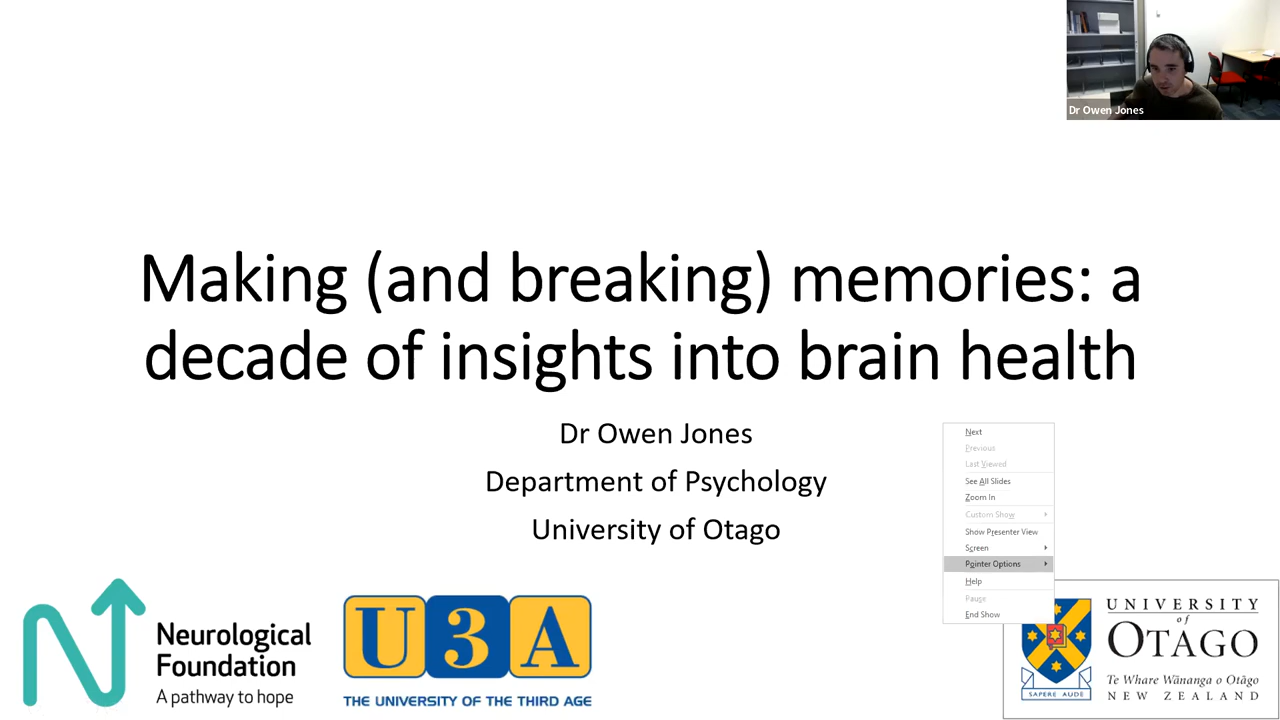 Dr Owen Jones
Making (and breaking) memories: a
decade of insights into brain health
Dr Owen Jones
Department of Psychology
University of Otago
Next
Previous
Last Viewed
See All Slides
Zoom In
Custom Show
Show Presenter View
Screen
Pointer Options
Help
Pause
End Show
Neurological
Foundation
A pathway to hope
U3A
THE UNIVERSITY OF THE THIRD AGE
SAPERE AUDE
UNIVERSITY
of
OTAGO
Te Whare Wānanga o Otāgo
NEW ZEALAND